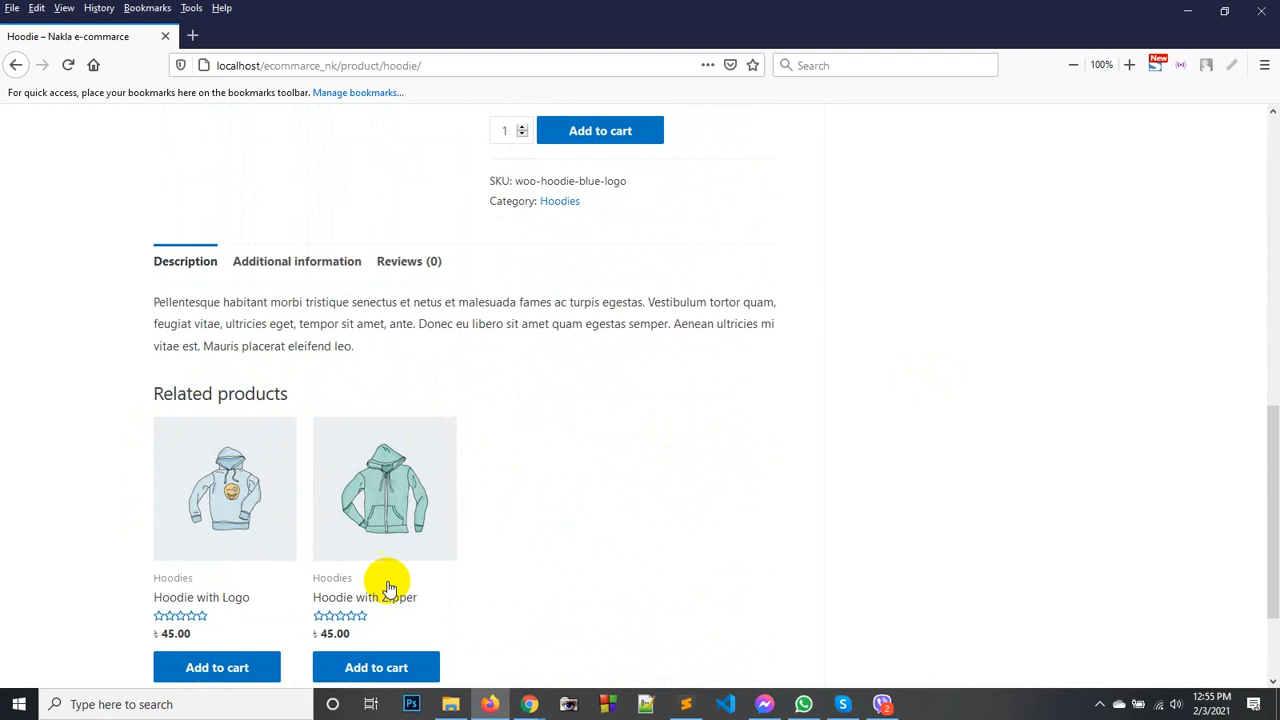 File Edit View History Bookmarks Tools Help
Hoodie – Nakla e-commarce
localhost/ecommarce_nk/product/hoodie/
Search
100%
New
For quick access, place your bookmarks here on the bookmarks toolbar. Manage bookmarks...
1
Add to cart
SKU: woo-hoodie-blue-logo
Category: Hoodies
Description Additional information Reviews (0)
Pellentesque habitant morbi tristique senectus et netus et malesuada fames ac turpis egestas. Vestibulum tortor quam,
feugiat vitae, ultricies eget, tempor sit amet, ante. Donec eu libero sit amet quam egestas semper. Aenean ultricies mi
vitae est. Mauris placerat eleifend leo.
Related products
Hoodies Hoodies
Hoodie with Logo Hoodie with Zipper
৳ 45.00 ৳ 45.00
Add to cart Add to cart
Type here to search
Ps
2
12:55 PM
2/3/2021